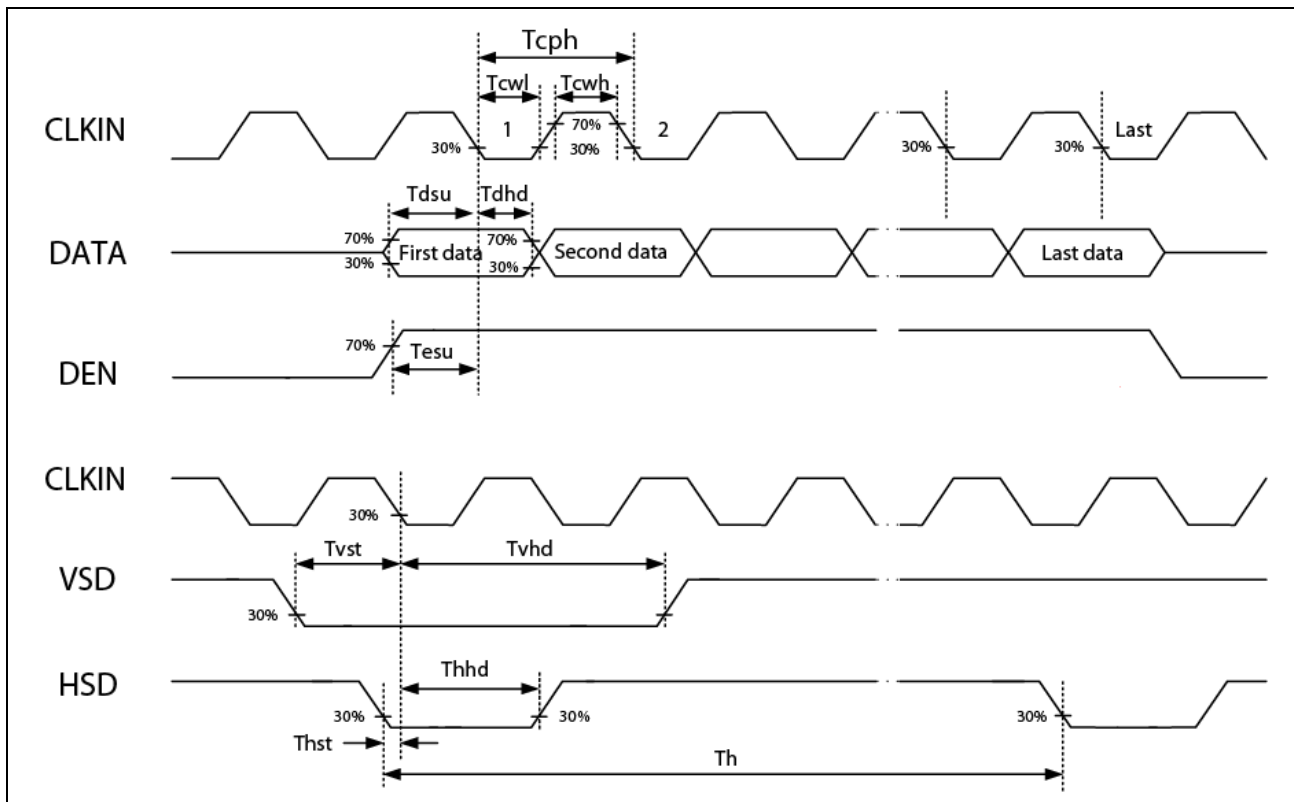 Tcph
Tcwl Tcwh
CLKIN 30% 1 70% 30% 2 30% 30% Last
Tdsu Tdhd
DATA 70% 30% First data 70% 30% Second data Last data
DEN 70% Tesu
CLKIN 30%
Tvst Tvhd
VSD 30%
Thhd
HSD 30% 30% 30%
Thst
Th